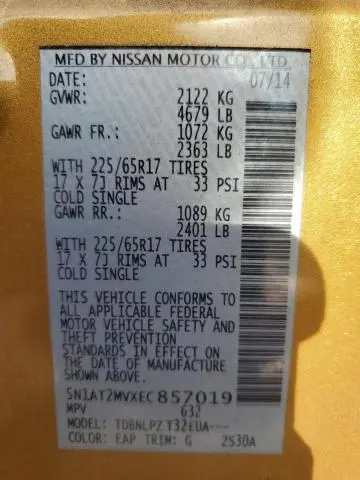 MFD BY NISSAN MOTOR CO., LTD.
DATE: 07/14
GVWR: 2122 KG
4679 LB
GAWR FR.: 1072 KG
2363 LB
WITH 225/65R17 TIRES
17 X 7J RIMS AT 33 PSI
COLD SINGLE
GAWR RR.: 1089 KG
2401 LB
WITH 225/65R17 TIRES
17 X 7J RIMS AT 33 PSI
COLD SINGLE
THIS VEHICLE CONFORMS TO
ALL APPLICABLE FEDERAL
MOTOR VEHICLE SAFETY AND
THEFT PREVENTION
STANDARDS IN EFFECT ON
THE DATE OF MANUFACTURE
SHOWN ABOVE.
5N1AT2MVXEC857019
MPV 632
TDBNLPZ T32EUA---
COLOR: EAP TRIM: G 2S30A